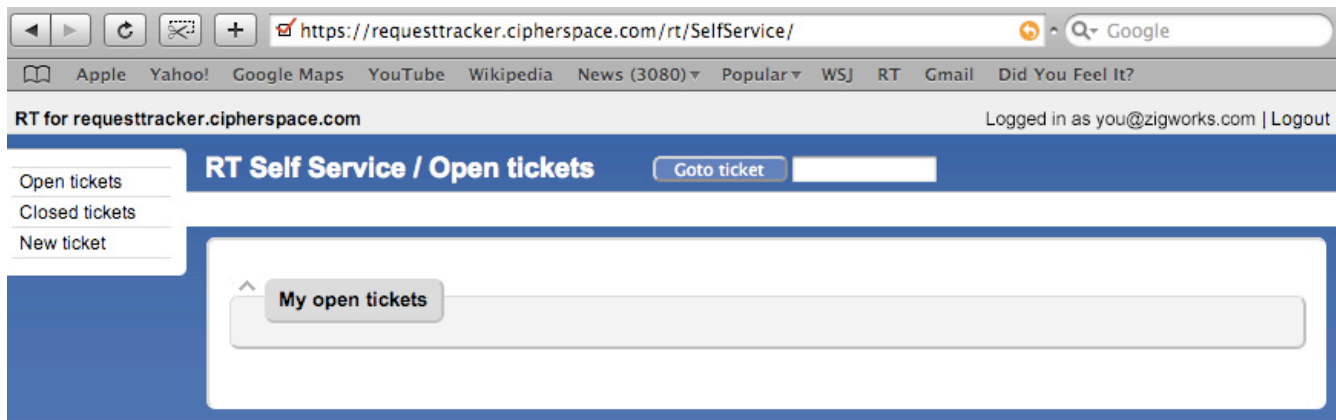 https://requesttracker.cipherspace.com/rt/SelfService/ Google
Apple Yahoo! Google Maps YouTube Wikipedia News (3080) Popular WSJ RT Gmail Did You Feel It?
RT for requesttracker.cipherspace.com Logged in as you@zigworks.com | Logout
RT Self Service / Open tickets Goto ticket
Open tickets
Closed tickets
New ticket
My open tickets